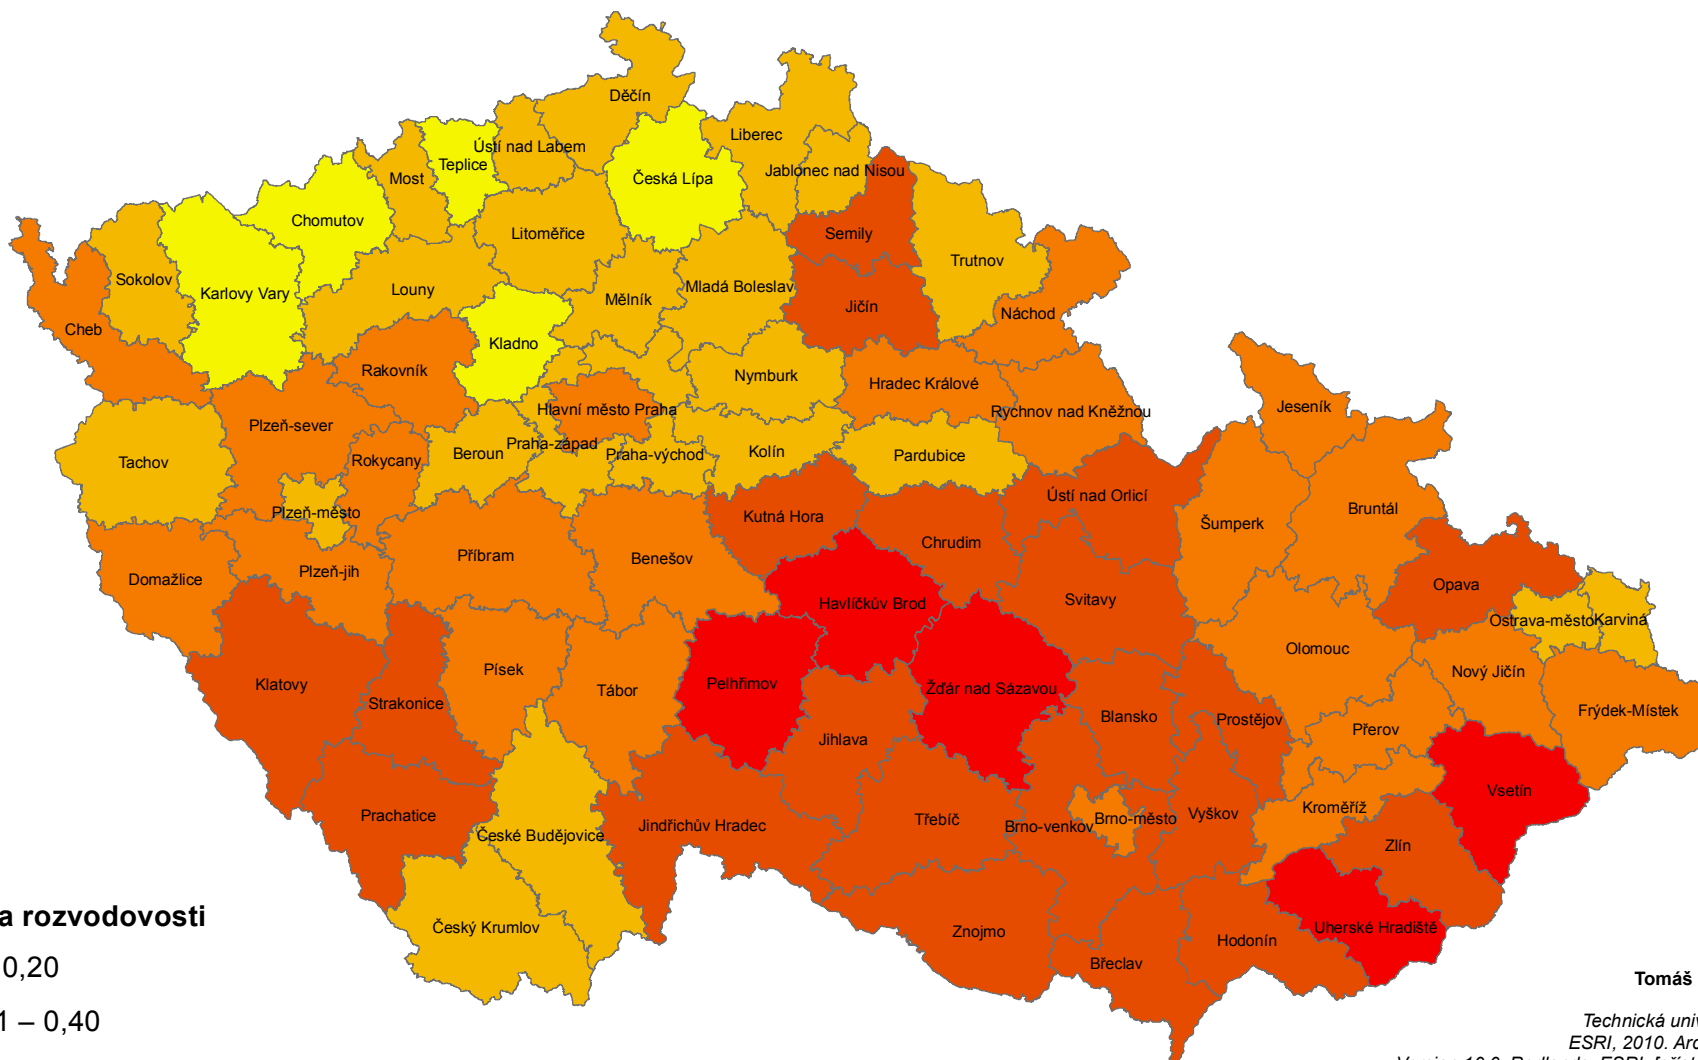 Děčín
Liberec
Ústí nad Labem
Teplice
Jablonec nad Nisou
Most
Česká Lípa
Chomutov
Litoměřice
Semily
Trutnov
Sokolov
Karlovy Vary
Louny
Mělník
Mladá Boleslav
Jičín
Náchod
Cheb
Kladno
Rakovník
Nymburk
Hradec Králové
Jeseník
Hlavní město Praha
Rychnov nad Kněžnou
Plzeň-sever
Praha-západ
Beroun
Praha-východ
Kolín
Pardubice
Tachov
Rokycany
Ústí nad Orlicí
Plzeň-město
Kutná Hora
Bruntál
Šumperk
Chrudim
Příbram
Benešov
Domažlice
Plzeň-jih
Opava
Havlíčkův Brod
Svitavy
Ostrava-město
Karviná
Olomouc
Písek
Nový Jičín
Klatovy
Pelhřimov
Tábor
Žďár nad Sázavou
Strakonice
Frýdek-Místek
Blansko
Prostějov
Přerov
Jihlava
Vsetín
Prachatice
Kroměříž
Vyškov
Třebíč
Brno-město
Brno-venkov
Jindřichův Hradec
České Budějovice
Zlín
a rozvodovosti
Český Krumlov
Uherské Hradiště
Znojmo
Hodonín
Břeclav
0,20
Tomáš
1 – 0,40
Technická univ
ESRI, 2010. Arc